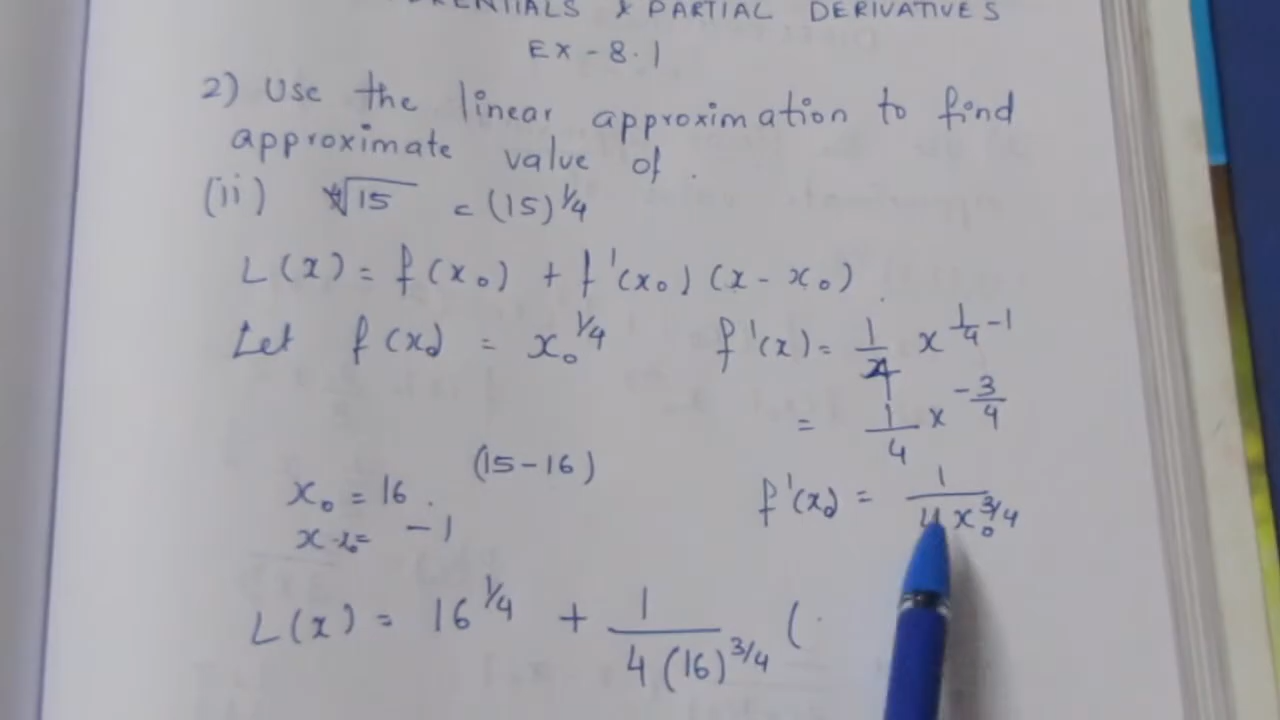 & PARTIAL DERIVATIVES
EX - 8.1
2) Use the linear approximation to find
approximate value of .
(ii) ∜15 = (15)^1/4
L(x) = f(x₀) + f'(x₀) (x - x₀)
Let f(x₀) = x₀^1/4 f'(x) = 1/4 x^1/4 - 1
= 1/4 x^-3/4
(15-16)
x₀ = 16 . f'(x₀) = 1/4x₀^3/4
x-x₀= -1
L(x) = 16^1/4 + 1/4(16)^3/4 (